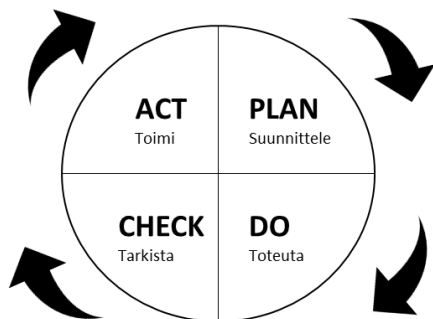 ACT
Toimi
PLAN
Suunnittele
CHECK
Tarkista
DO
Toteuta